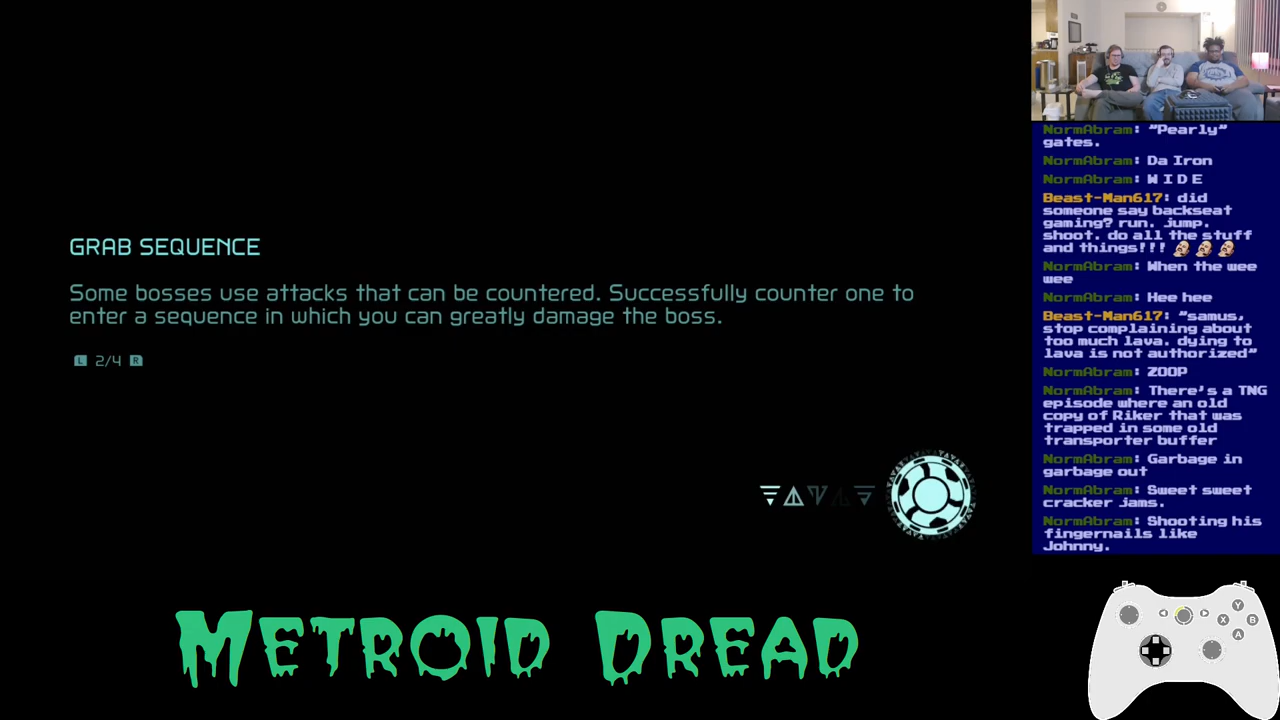 GRAB SEQUENCE
Some bosses use attacks that can be countered. Successfully counter one to
enter a sequence in which you can greatly damage the boss.
L 2/4 R
METROID DREAD
NormAbram: "Pearly"
gates.
NormAbram: Da Iron
NormAbram: W I D E
Beast-Man617: did
someone say backseat
gaming? run. jump.
shoot. do all the stuff
and things!!!
NormAbram: When the wee
wee
NormAbram: Hee hee
Beast-Man617: "samus,
stop complaining about
too much lava. dying to
lava is not authorized"
NormAbram: ZOOP
NormAbram: There's a TNG
episode where an old
copy of Riker that was
trapped in some old
transporter buffer
NormAbram: Garbage in
garbage out
NormAbram: Sweet sweet
cracker jams.
NormAbram: Shooting his
fingernails like
Johnny.
Y
X B
A